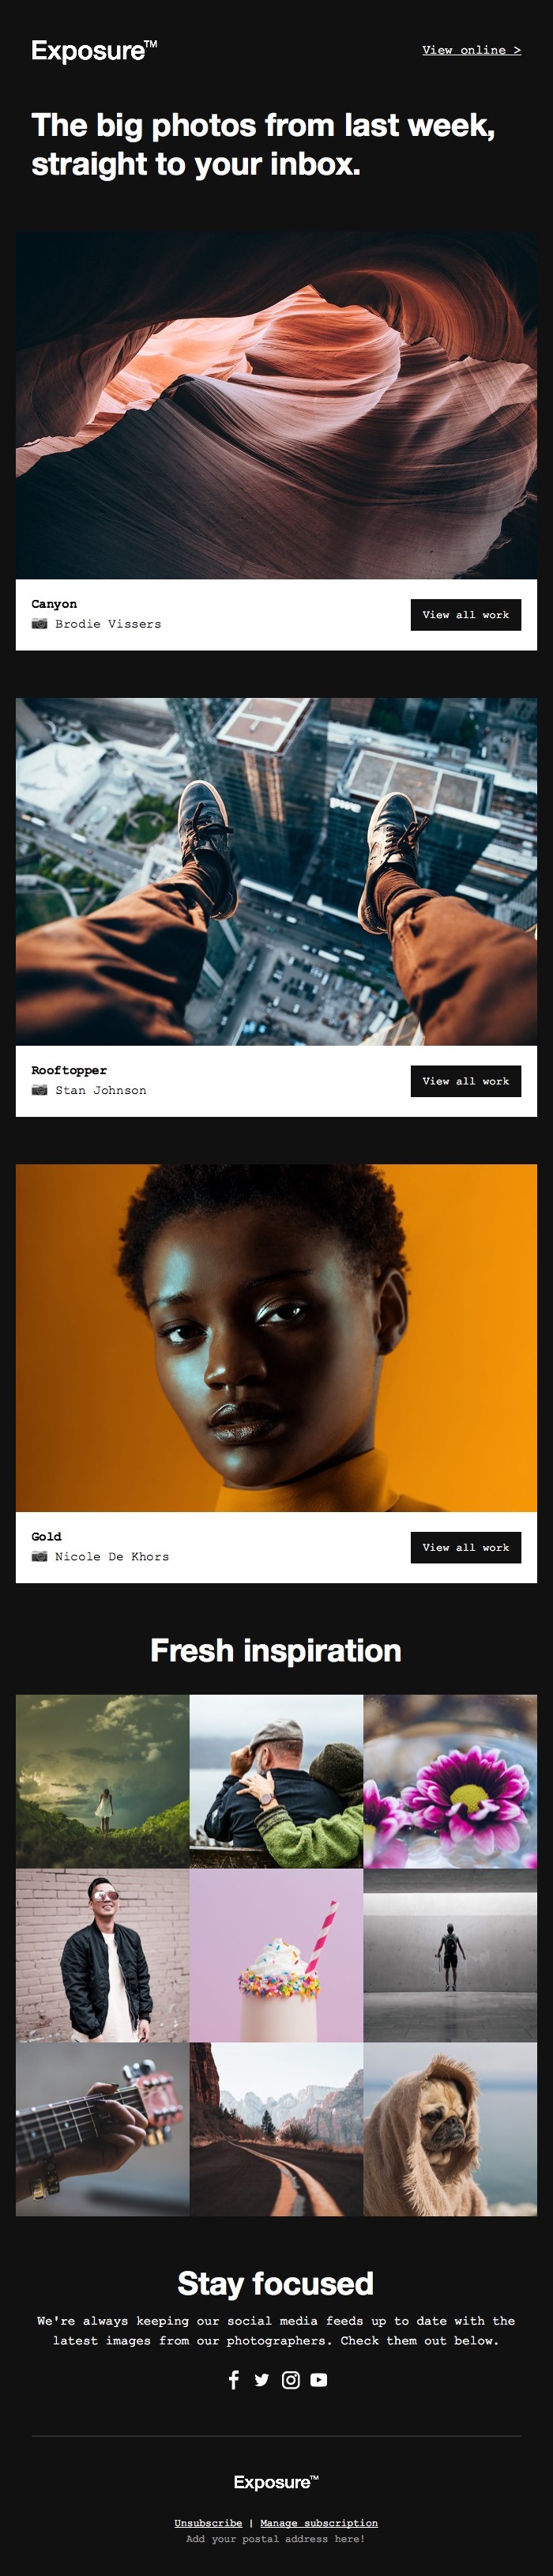 Exposure™
View online >
The big photos from last week,
straight to your inbox.
Canyon
📷 Brodie Vissers
View all work
pwc
Rooftopper
📷 Stan Johnson
View all work
Gold
📷 Nicole De Khors
View all work
Fresh inspiration
Stay focused
We're always keeping our social media feeds up to date with the
latest images from our photographers. Check them out below.
Exposure™
Unsubscribe | Manage subscription
Add your postal address here!